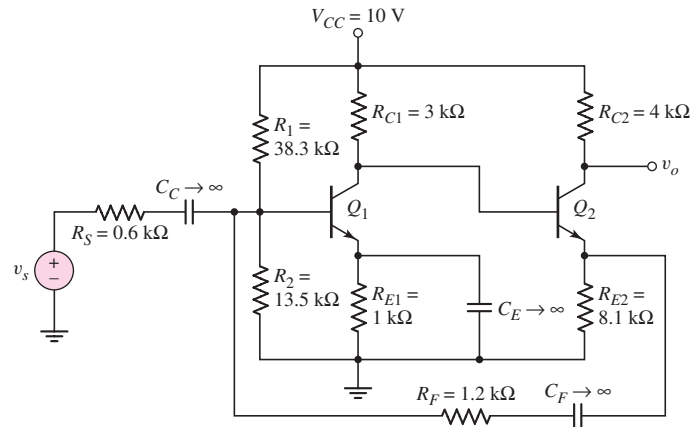 V_CC = 10 V
R_C1 = 3 kΩ
R_C2 = 4 kΩ
R_1 =
38.3 kΩ
v_o
C_C → ∞
Q_1
Q_2
R_S = 0.6 kΩ
v_s
+
−
R_2 =
13.5 kΩ
R_E1 =
1 kΩ
C_E → ∞
R_E2 =
8.1 kΩ
R_F = 1.2 kΩ
C_F → ∞